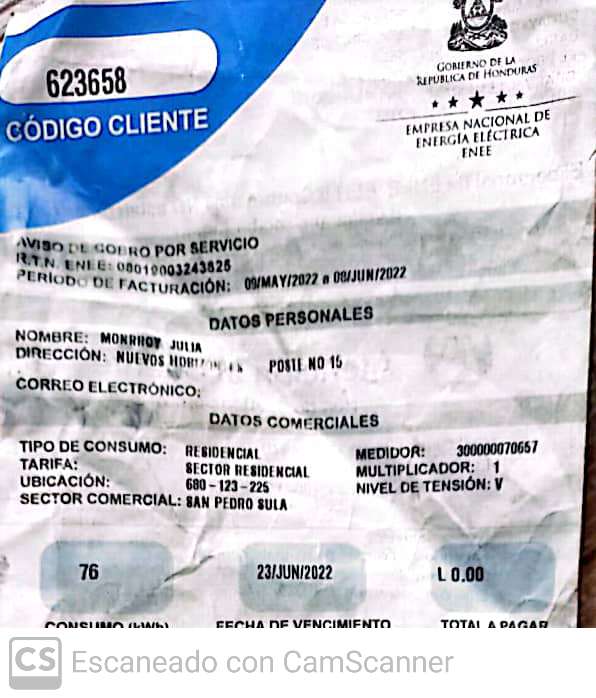 623658
CÓDIGO CLIENTE
GOBIERNO DE LA
REPÚBLICA DE HONDURAS
EMPRESA NACIONAL DE
ENERGÍA ELÉCTRICA
ENEE
AVISO DE COBRO POR SERVICIO
R.T.N. ENEE: 08019003243825
PERÍODO DE FACTURACIÓN: 09/MAY/2022 a 08/JUN/2022
DATOS PERSONALES
NOMBRE: MONRROY JULIA
DIRECCIÓN: NUEVOS POSTE NO 15
CORREO ELECTRÓNICO:
DATOS COMERCIALES
TIPO DE CONSUMO: RESIDENCIAL MEDIDOR: 300000070657
TARIFA: SECTOR RESIDENCIAL MULTIPLICADOR: 1
UBICACIÓN: 680-123-225 NIVEL DE TENSIÓN: V
SECTOR COMERCIAL: SAN PEDRO SULA
76 23/JUN/2022 L 0.00
CONSUMO (kWh) FECHA DE VENCIMIENTO TOTAL A PAGAR
CS Escaneado con CamScanner